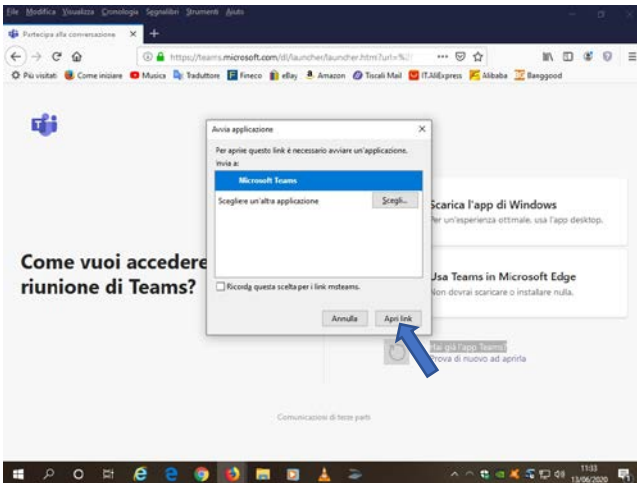 File Modifica Visualizza Cronologia Segnalibri Strumenti Aiuto
Partecipa alla conversazione
https://teams.microsoft.com/dl/launcher/launcher.html?url=%2
Più visitati Come iniziare Musica Traduttore Fineco eBay Amazon Tiscali Mail IT.AliExpress Alibaba Banggood
Avvia applicazione
Per aprire questo link è necessario avviare un'applicazione.
Invia a:
Microsoft Teams
Scegliere un'altra applicazione Scegli...
Ricorda questa scelta per i link msteams.
Annulla Apri link
Come vuoi accedere
riunione di Teams?
Scarica l'app di Windows
Per un'esperienza ottimale, usa l'app desktop.
Usa Teams in Microsoft Edge
Non dovrai scaricare o installare nulla.
Hai già l'app Teams?
Prova di nuovo ad aprirla
Comunicazioni di terze parti
11:03
13/06/2020